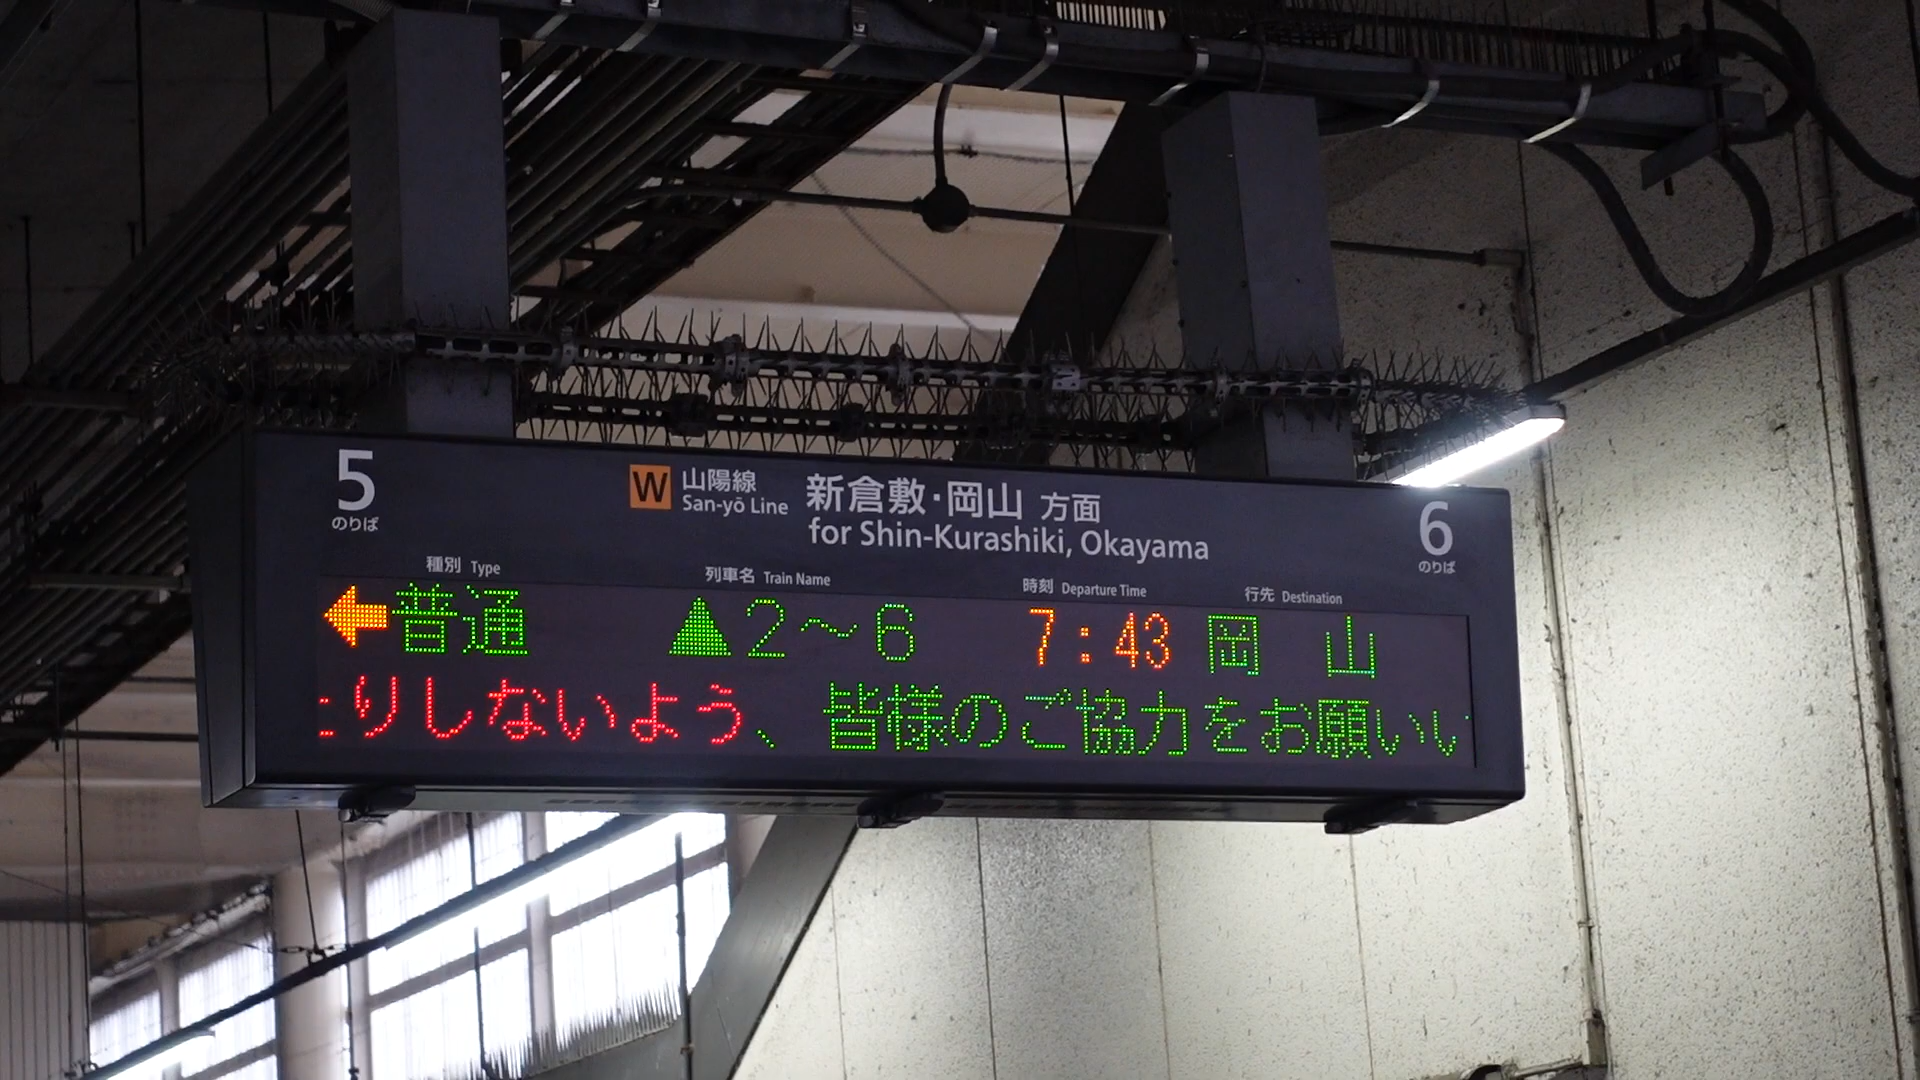 5
のりば
W 山陽線 新倉敷・岡山 方面
San-yō Line for Shin-Kurashiki, Okayama
6
のりば
種別 Type 列車名 Train Name 時刻 Departure Time 行先 Destination
←普通 ▲2〜6 7:43 岡 山
りしないよう、皆様のご協力をお願いい